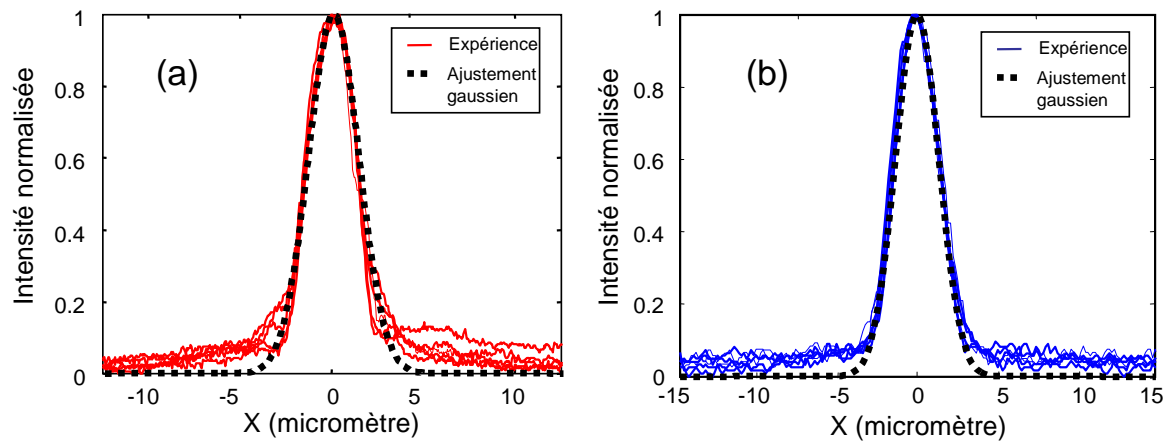 (a)
Expérience
Ajustement
gaussien
Intensité normalisée
1
0.8
0.6
0.4
0.2
0
-10
-5
0
5
10
X (micromètre)
(b)
Expérience
Ajustement
gaussien
Intensité normalisée
1
0.8
0.6
0.4
0.2
0
-15
-10
-5
0
5
10
15
X (micromètre)